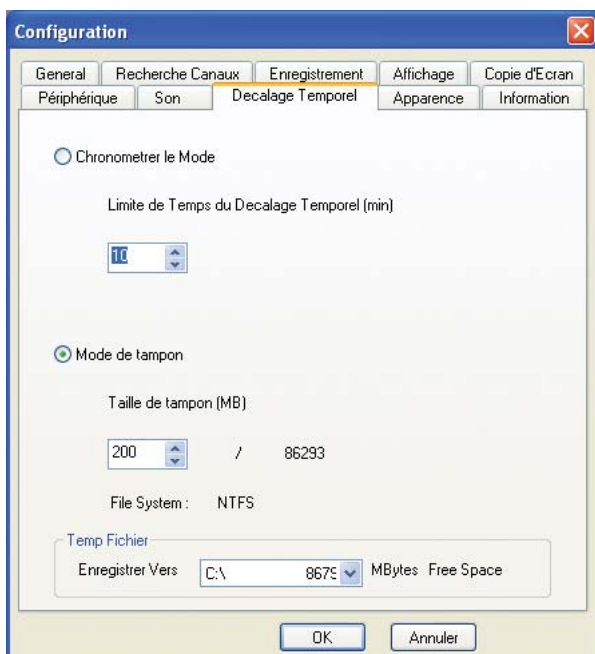 Configuration
General Recherche Canaux Enregistrement Affichage Copie d'Ecran
Périphérique Son Decalage Temporel Apparence Information
Chronometrer le Mode
Limite de Temps du Decalage Temporel (min)
10
Mode de tampon
Taille de tampon (MB)
200 / 86293
File System : NTFS
Temp Fichier
Enregistrer Vers C:\ MBytes Free Space
OK Annuler